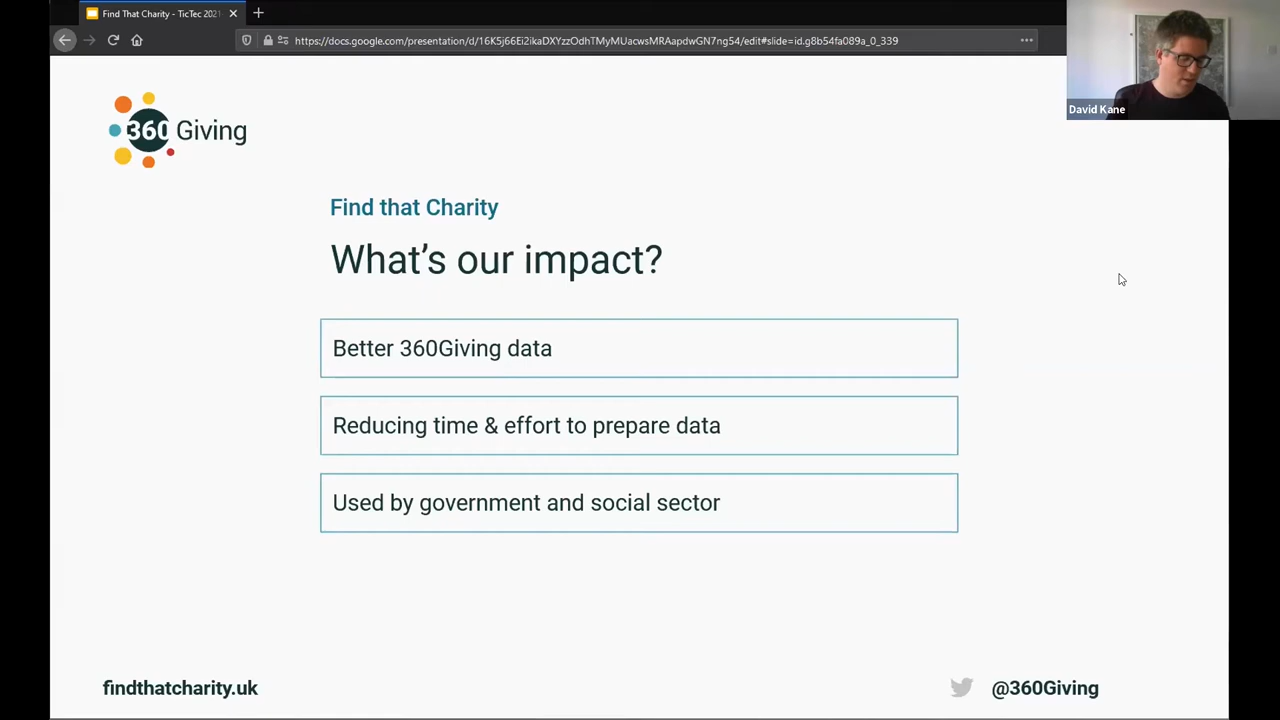 Find That Charity - TicTec 2021
https://docs.google.com/presentation/d/16K5j66Ei2ikaDXYzzOdhTMyMUacwsMRAapdwGN7ng54/edit#slide=id.g8b54fa089a_0_339
David Kane
360 Giving
Find that Charity
What's our impact?
Better 360Giving data
Reducing time & effort to prepare data
Used by government and social sector
findthatcharity.uk
@360Giving